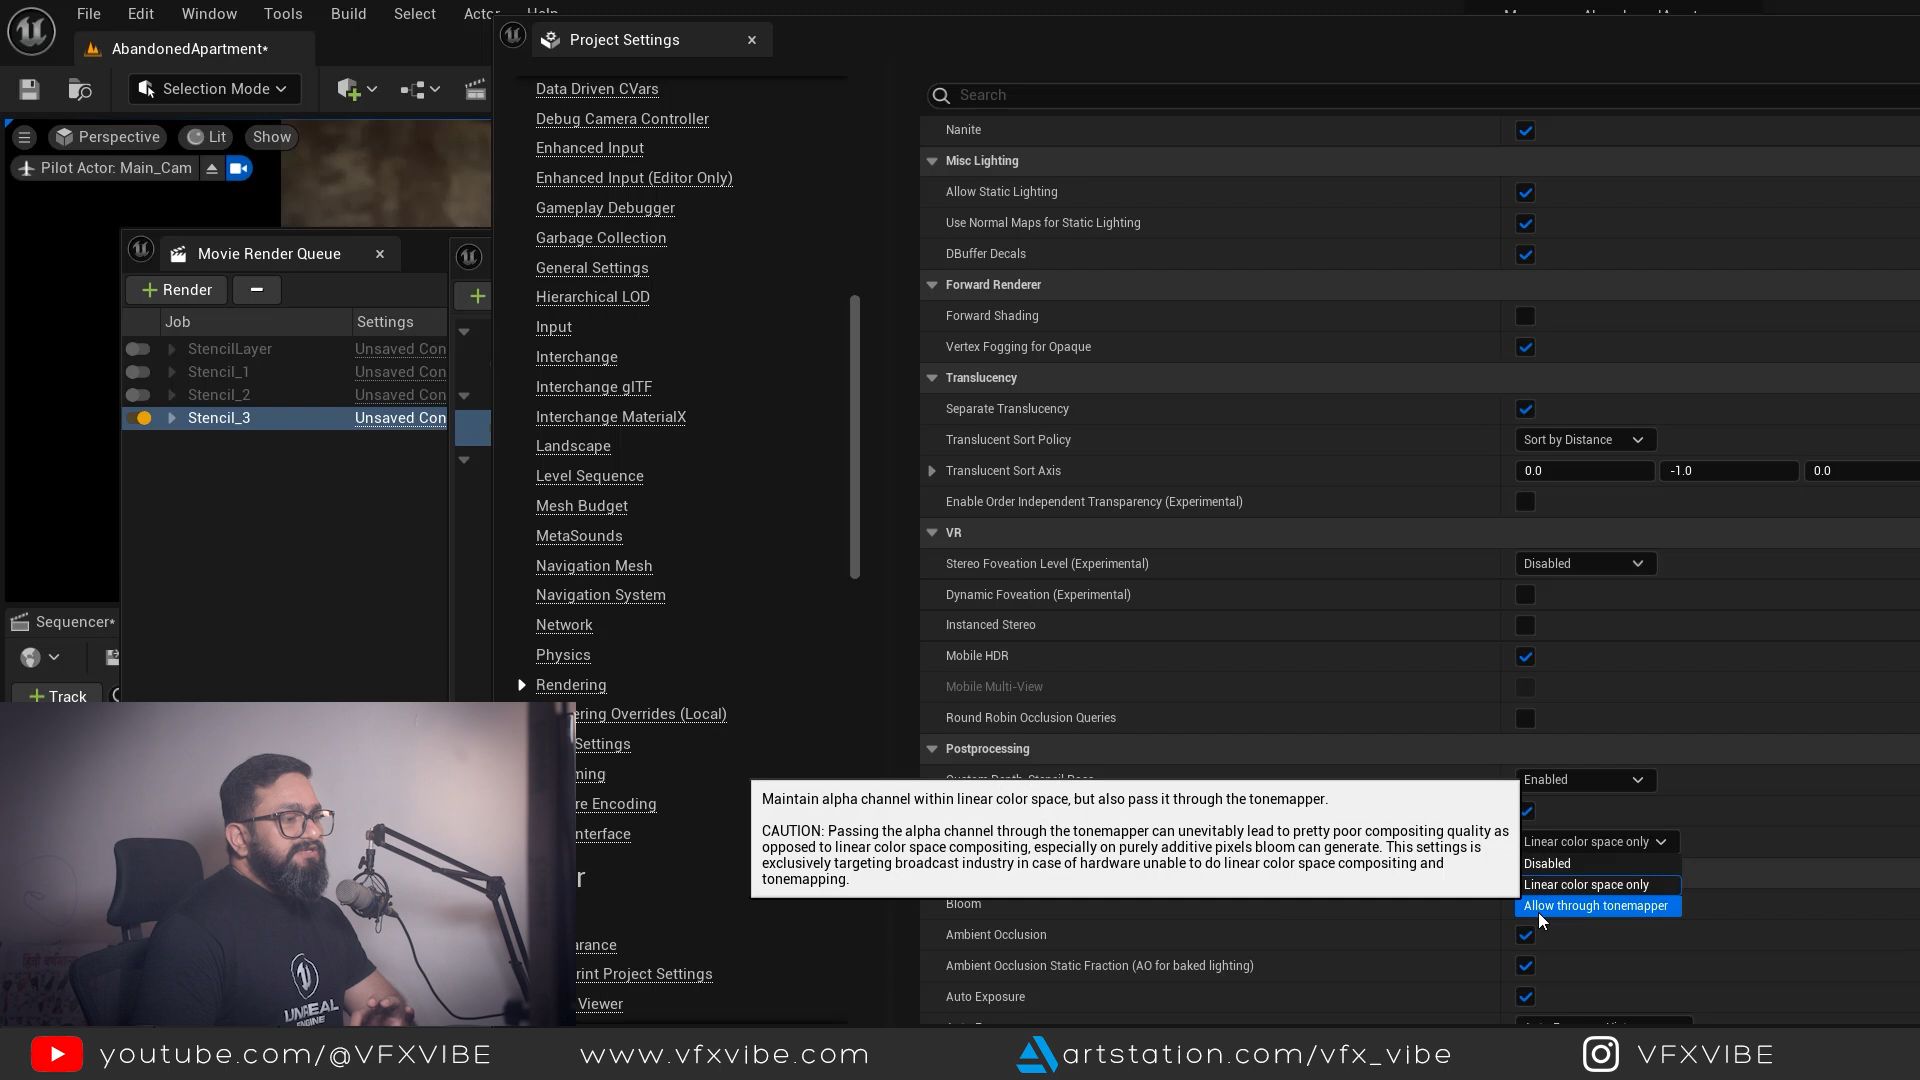 File Edit Window Tools Build Select
AbandonedApartment*
Selection Mode
Perspective Lit Show
Pilot Actor: Main_Cam
Movie Render Queue
Render
Job Settings
StencilLayer Unsaved Con
Stencil_1 Unsaved Con
Stencil_2 Unsaved Con
Stencil_3 Unsaved Con
Sequencer*
Track
Project Settings
Data Driven CVars
Debug Camera Controller
Enhanced Input
Enhanced Input (Editor Only)
Gameplay Debugger
Garbage Collection
General Settings
Hierarchical LOD
Input
Interchange
Interchange glTF
Interchange MaterialX
Landscape
Level Sequence
Mesh Budget
MetaSounds
Navigation Mesh
Navigation System
Network
Physics
Rendering
ering Overrides (Local)
Settings
ming
re Encoding
nterface
r
arance
rint Project Settings
Viewer
Search
Nanite
Misc Lighting
Allow Static Lighting
Use Normal Maps for Static Lighting
DBuffer Decals
Forward Renderer
Forward Shading
Vertex Fogging for Opaque
Translucency
Separate Translucency
Translucent Sort Policy Sort by Distance
Translucent Sort Axis 0.0 -1.0 0.0
Enable Order Independent Transparency (Experimental)
VR
Stereo Foveation Level (Experimental) Disabled
Dynamic Foveation (Experimental)
Instanced Stereo
Mobile HDR
Mobile Multi-View
Round Robin Occlusion Queries
Postprocessing
Enabled
Maintain alpha channel within linear color space, but also pass it through the tonemapper.
CAUTION: Passing the alpha channel through the tonemapper can unevitably lead to pretty poor compositing quality as
opposed to linear color space compositing, especially on purely additive pixels bloom can generate. This settings is
exclusively targeting broadcast industry in case of hardware unable to do linear color space compositing and
tonemapping.
Linear color space only
Disabled
Linear color space only
Allow through tonemapper
Bloom
Ambient Occlusion
Ambient Occlusion Static Fraction (AO for baked lighting)
Auto Exposure
UNREAL
ENGINE
youtube.com/@VFXVIBE www.vfxvibe.com artstation.com/vfx_vibe VFXVIBE